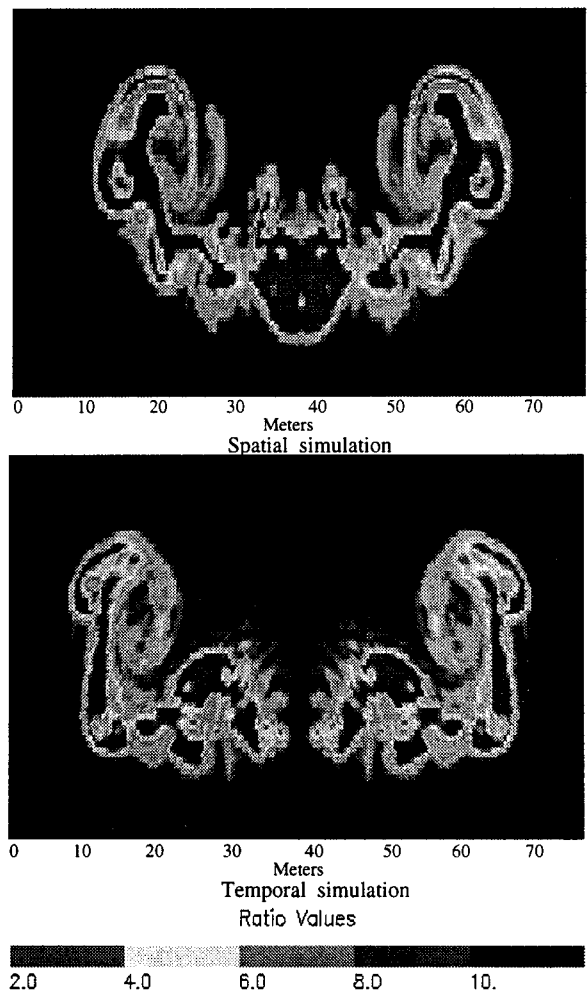 0 10 20 30 40 50 60 70
Meters
Spatial simulation
0 10 20 30 40 50 60 70
Meters
Temporal simulation
Ratio Values
2.0 4.0 6.0 8.0 10.